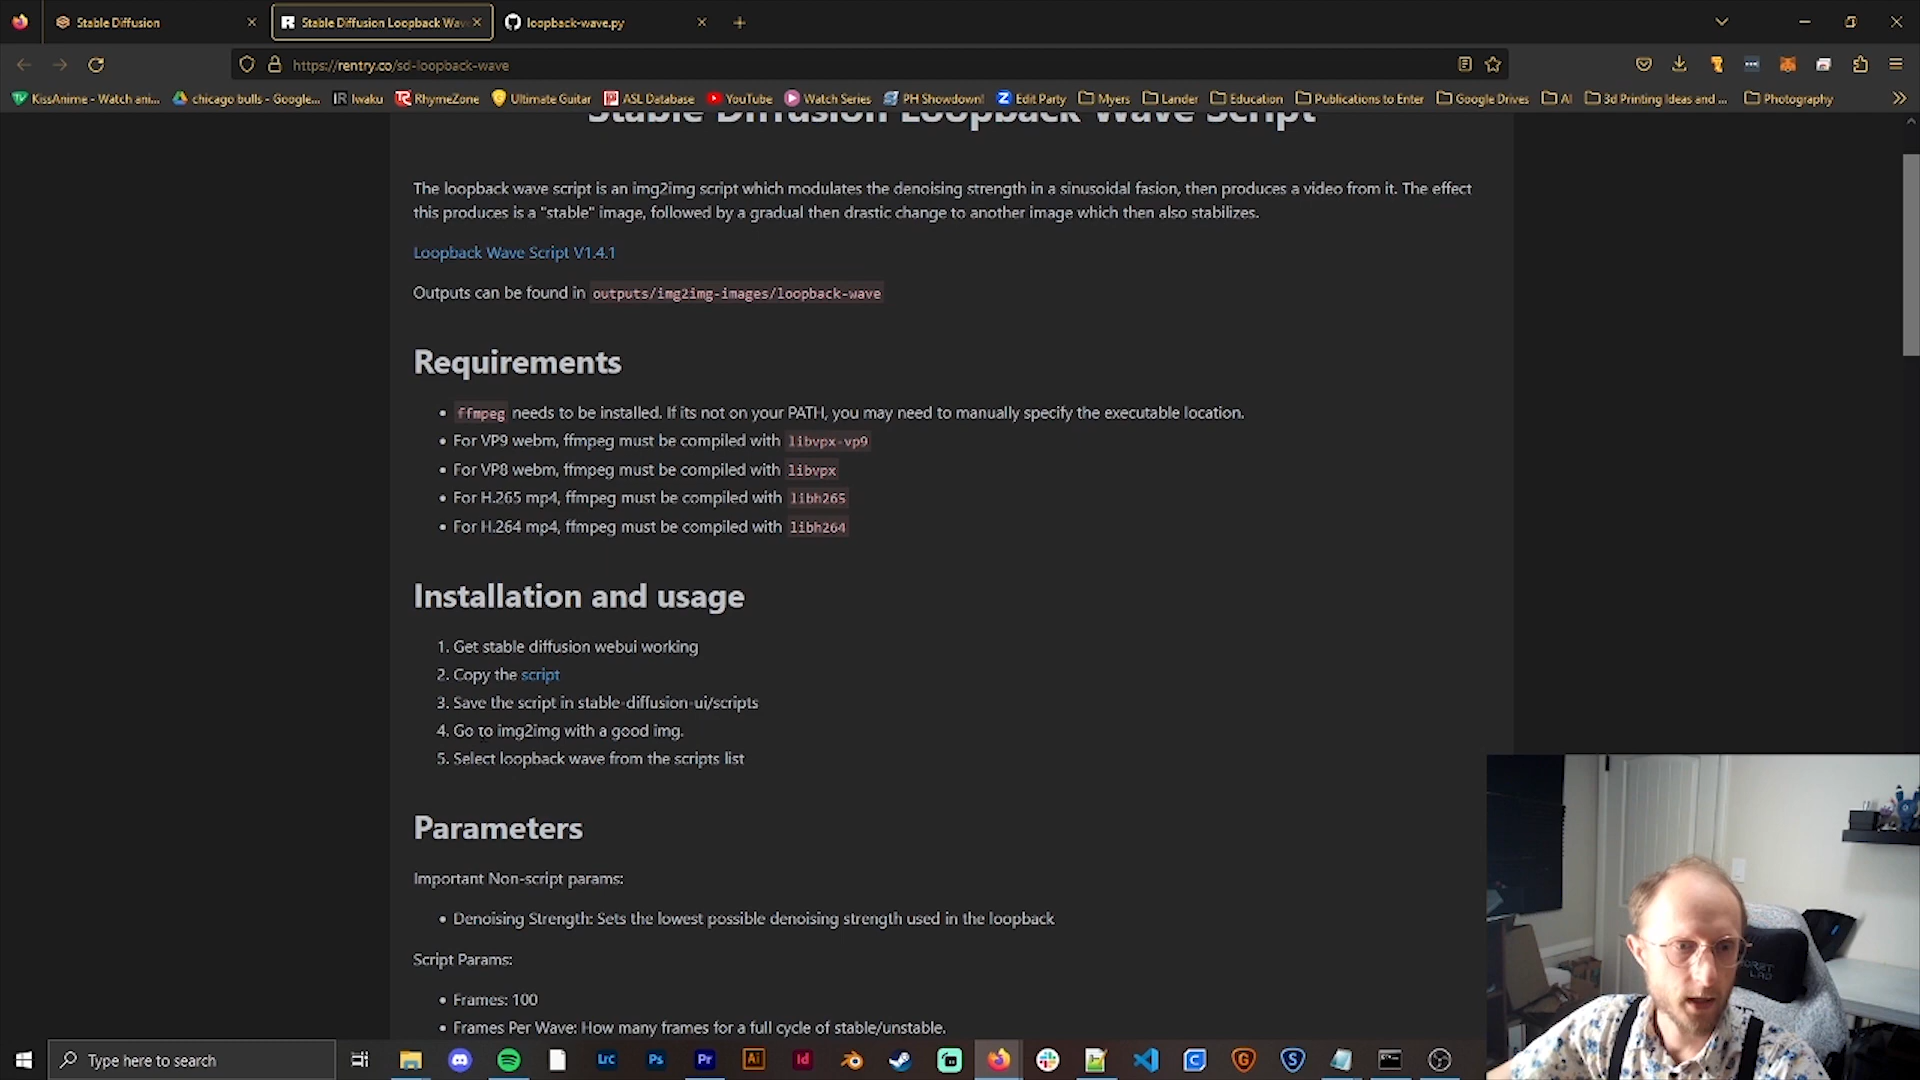 Stable Diffusion
Stable Diffusion Loopback Wav
loopback-wave.py
https://rentry.co/sd-loopback-wave
KissAnime - Watch ani...
chicago bulls - Google...
Iwaku
RhymeZone
Ultimate Guitar
ASL Database
YouTube
Watch Series
PH Showdown!
Edit Party
Myers
Lander
Education
Publications to Enter
Google Drives
AI
3d Printing Ideas and ...
Photography
Stable Diffusion Loopback Wave Script
The loopback wave script is an img2img script which modulates the denoising strength in a sinusoidal fasion, then produces a video from it. The effect
this produces is a "stable" image, followed by a gradual then drastic change to another image which then also stabilizes.
Loopback Wave Script V1.4.1
Outputs can be found in outputs/img2img-images/loopback-wave
Requirements
• ffmpeg needs to be installed. If its not on your PATH, you may need to manually specify the executable location.
• For VP9 webm, ffmpeg must be compiled with libvpx-vp9
• For VP8 webm, ffmpeg must be compiled with libvpx
• For H.265 mp4, ffmpeg must be compiled with libh265
• For H.264 mp4, ffmpeg must be compiled with libh264
Installation and usage
1. Get stable diffusion webui working
2. Copy the script
3. Save the script in stable-diffusion-ui/scripts
4. Go to img2img with a good img.
5. Select loopback wave from the scripts list
Parameters
Important Non-script params:
• Denoising Strength: Sets the lowest possible denoising strength used in the loopback
Script Params:
• Frames: 100
• Frames Per Wave: How many frames for a full cycle of stable/unstable.
Type here to search
Lrc
Ps
Pr
Ai
Id